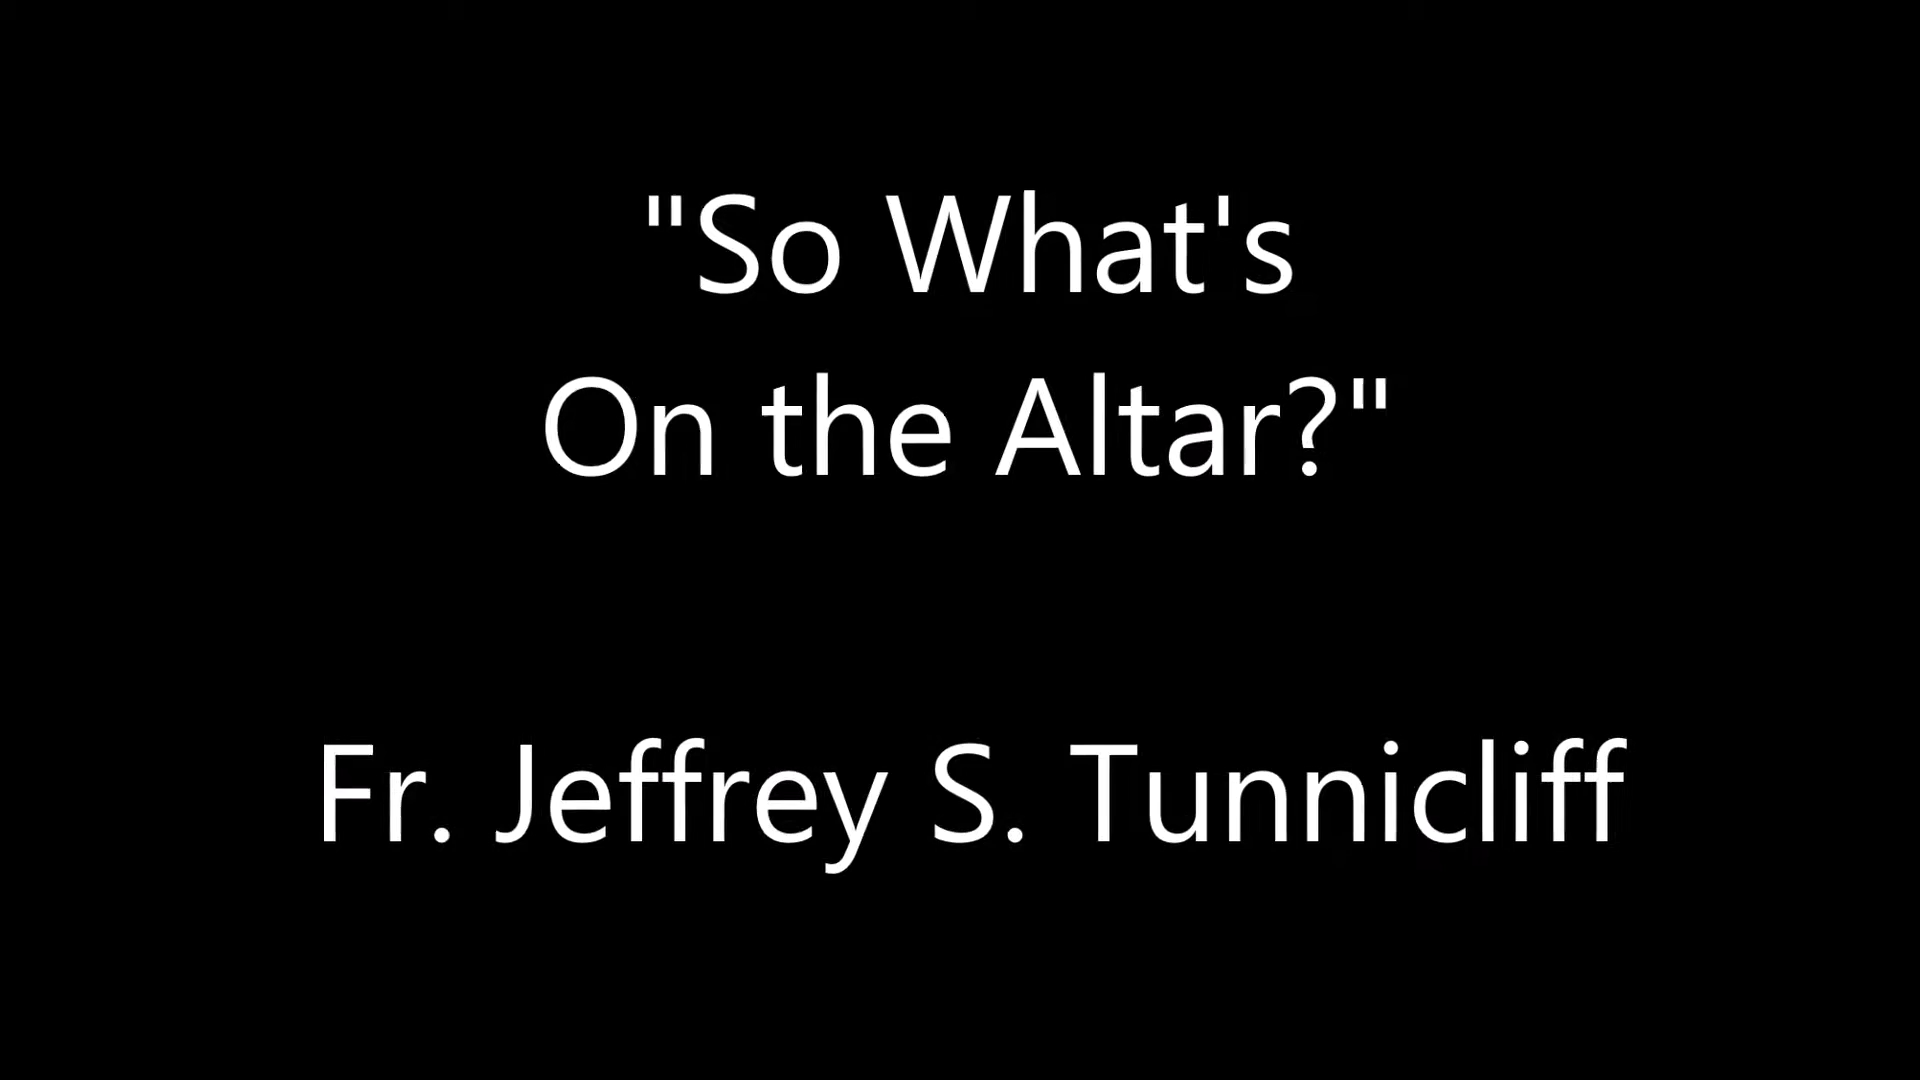 "So What's
On the Altar?"
Fr. Jeffrey S. Tunnicliff